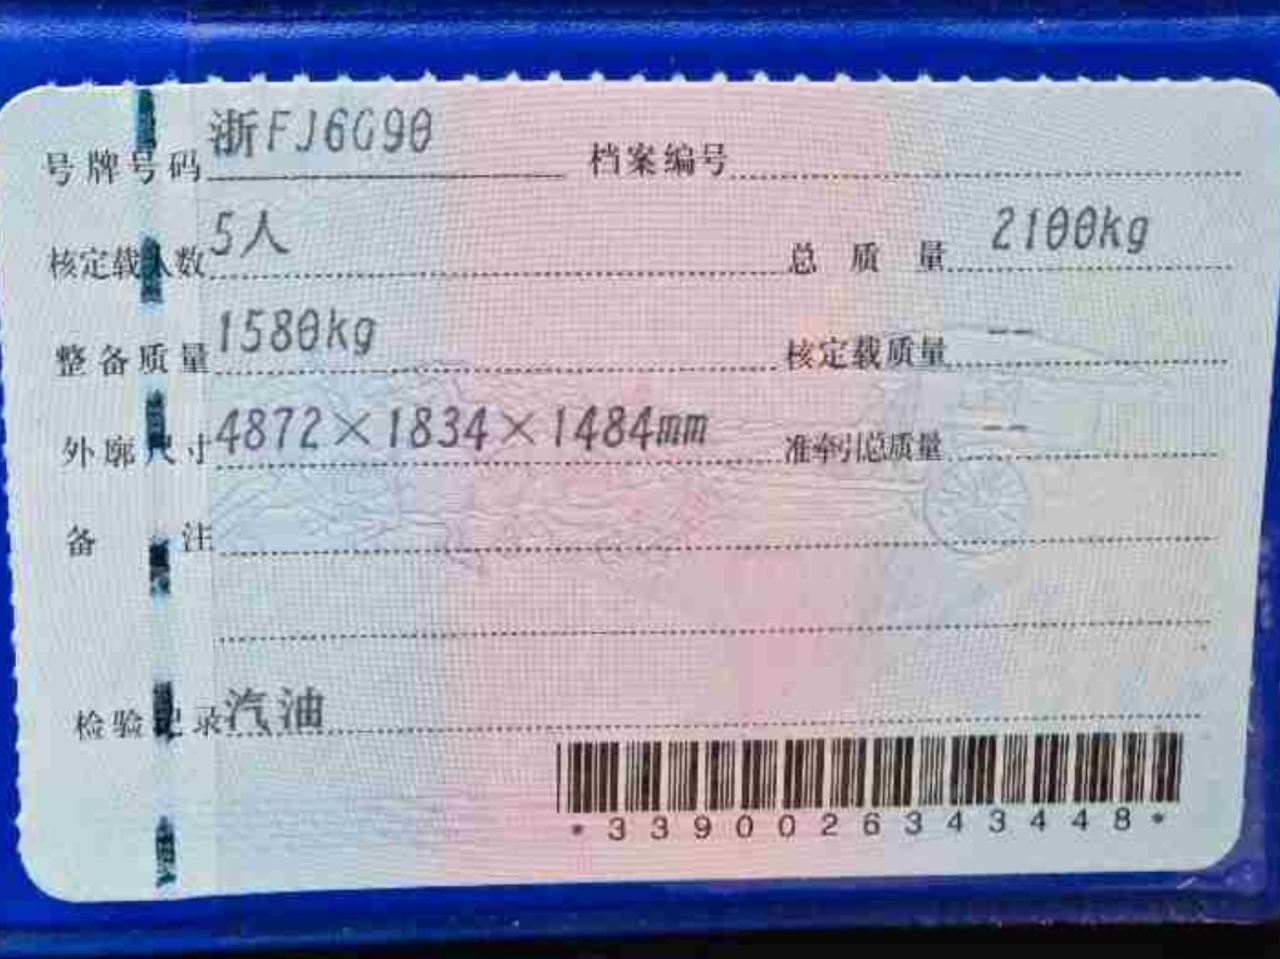 号牌号码 浙FJ6G90 档案编号
核定载人数 5人 总质量 2100kg
整备质量 1580kg 核定载质量 --
外廓尺寸 4872×1834×1484mm 准牵引总质量 --
备注
检验记录 汽油
*3390026343448*